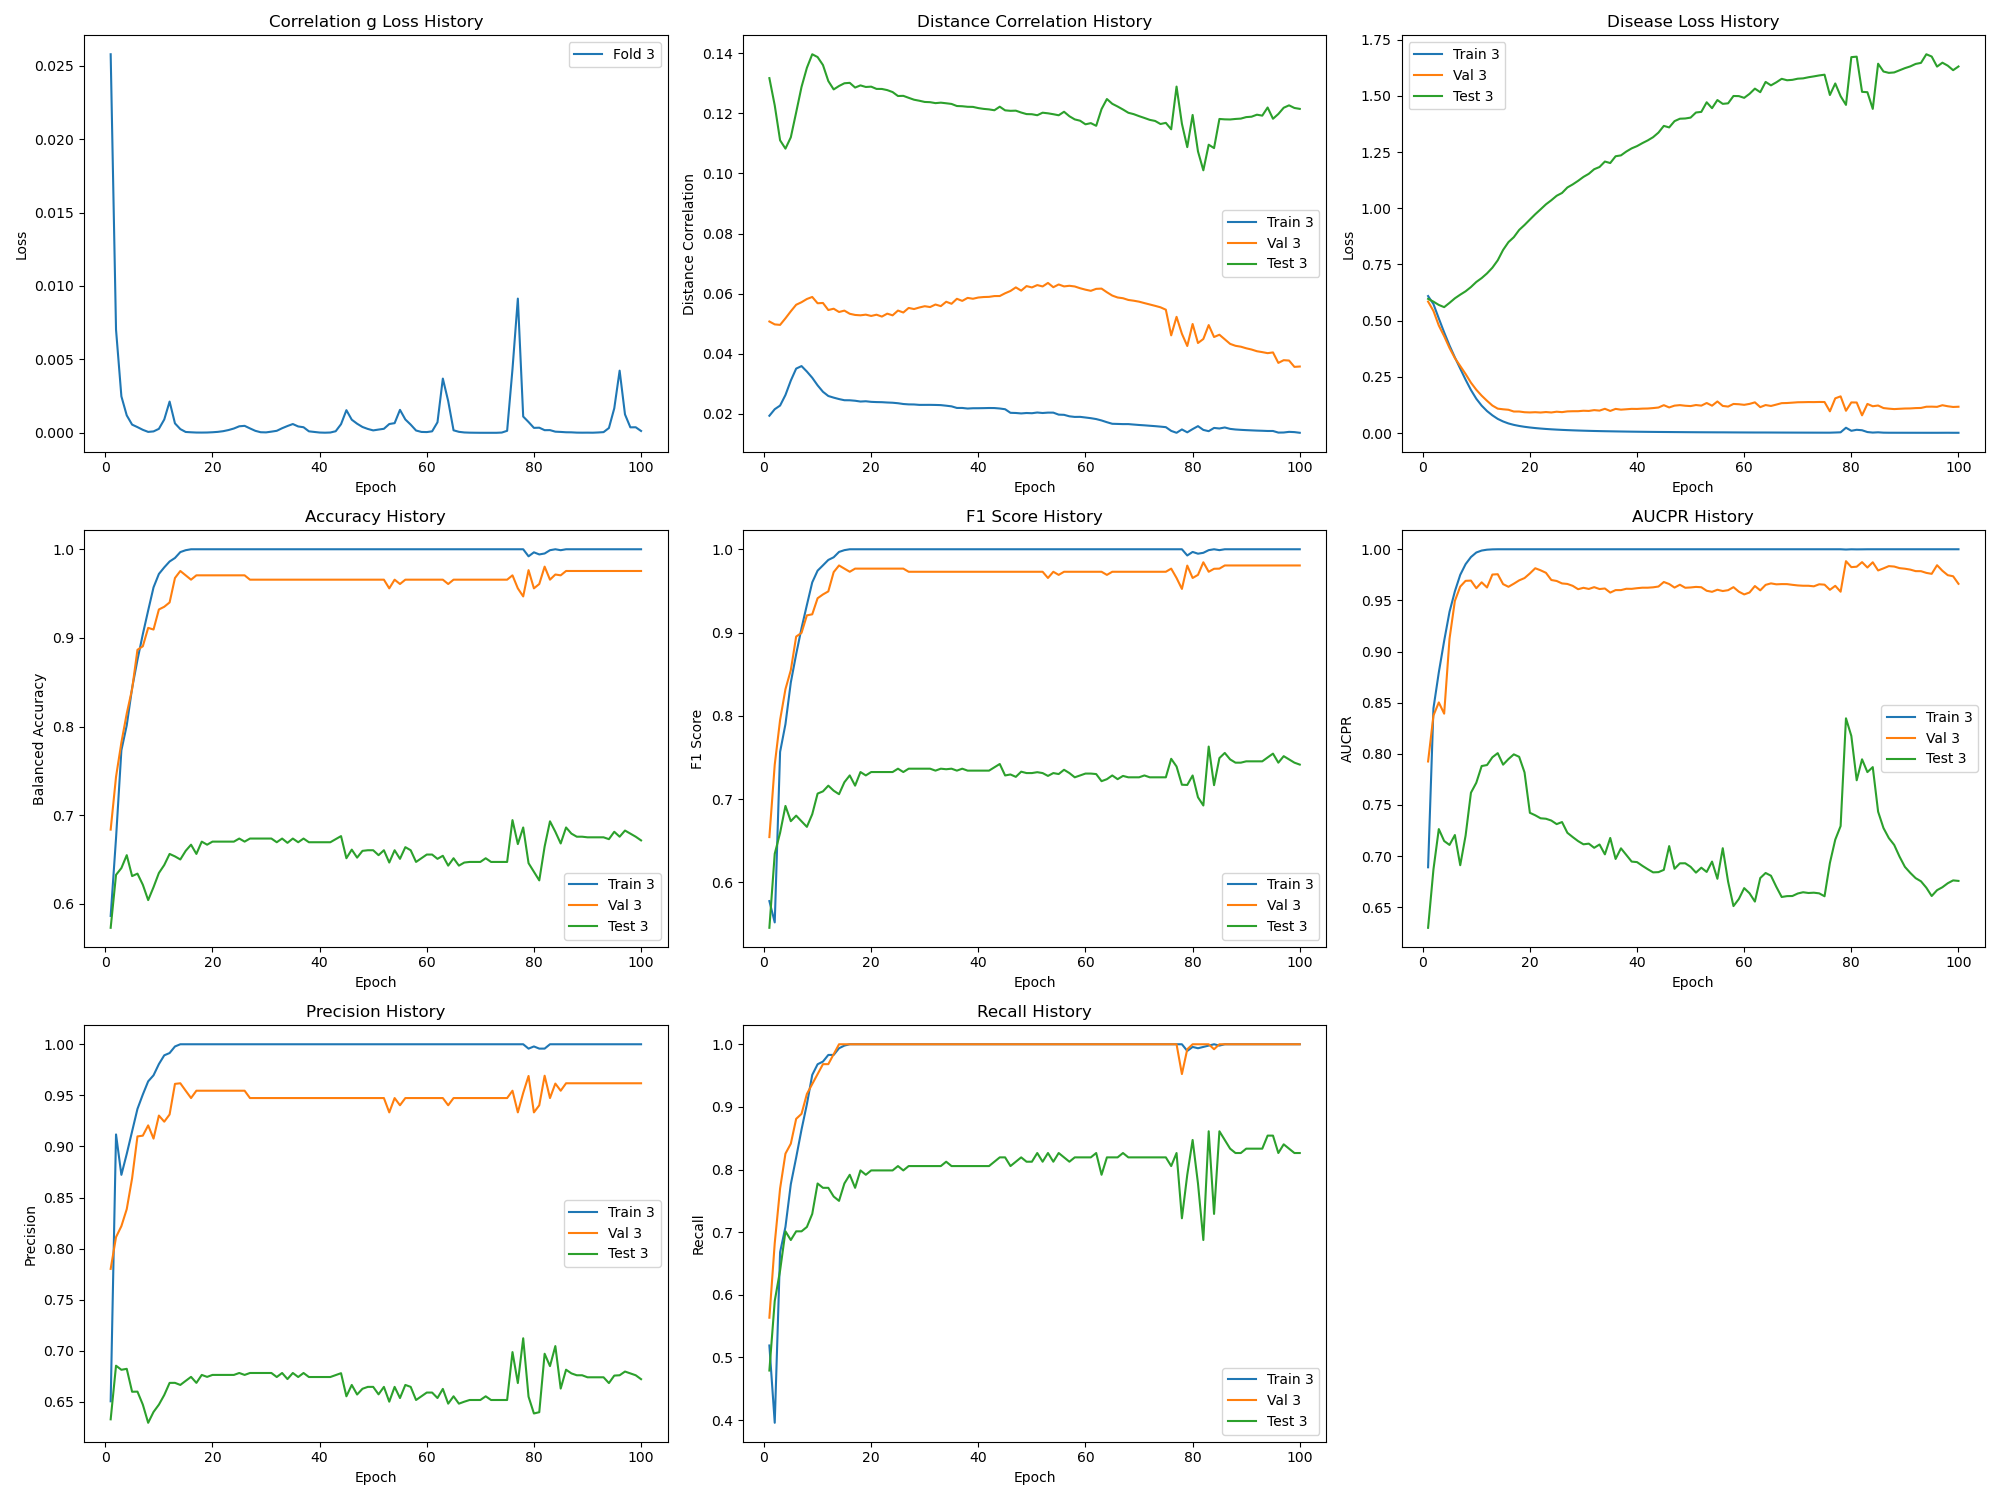 Correlation g Loss History
Loss
0.025
0.020
0.015
0.010
0.005
0.000
0 20 40 60 80 100
Epoch
Fold 3
Distance Correlation History
Distance Correlation
0.14
0.12
0.10
0.08
0.06
0.04
0.02
0 20 40 60 80 100
Epoch
Train 3
Val 3
Test 3
Disease Loss History
Loss
1.75
1.50
1.25
1.00
0.75
0.50
0.25
0.00
0 20 40 60 80 100
Epoch
Train 3
Val 3
Test 3
Accuracy History
Balanced Accuracy
1.0
0.9
0.8
0.7
0.6
0 20 40 60 80 100
Epoch
Train 3
Val 3
Test 3
F1 Score History
F1 Score
1.0
0.9
0.8
0.7
0.6
0 20 40 60 80 100
Epoch
Train 3
Val 3
Test 3
AUCPR History
AUCPR
1.00
0.95
0.90
0.85
0.80
0.75
0.70
0.65
0 20 40 60 80 100
Epoch
Train 3
Val 3
Test 3
Precision History
Precision
1.00
0.95
0.90
0.85
0.80
0.75
0.70
0.65
0 20 40 60 80 100
Epoch
Train 3
Val 3
Test 3
Recall History
Recall
1.0
0.9
0.8
0.7
0.6
0.5
0.4
0 20 40 60 80 100
Epoch
Train 3
Val 3
Test 3